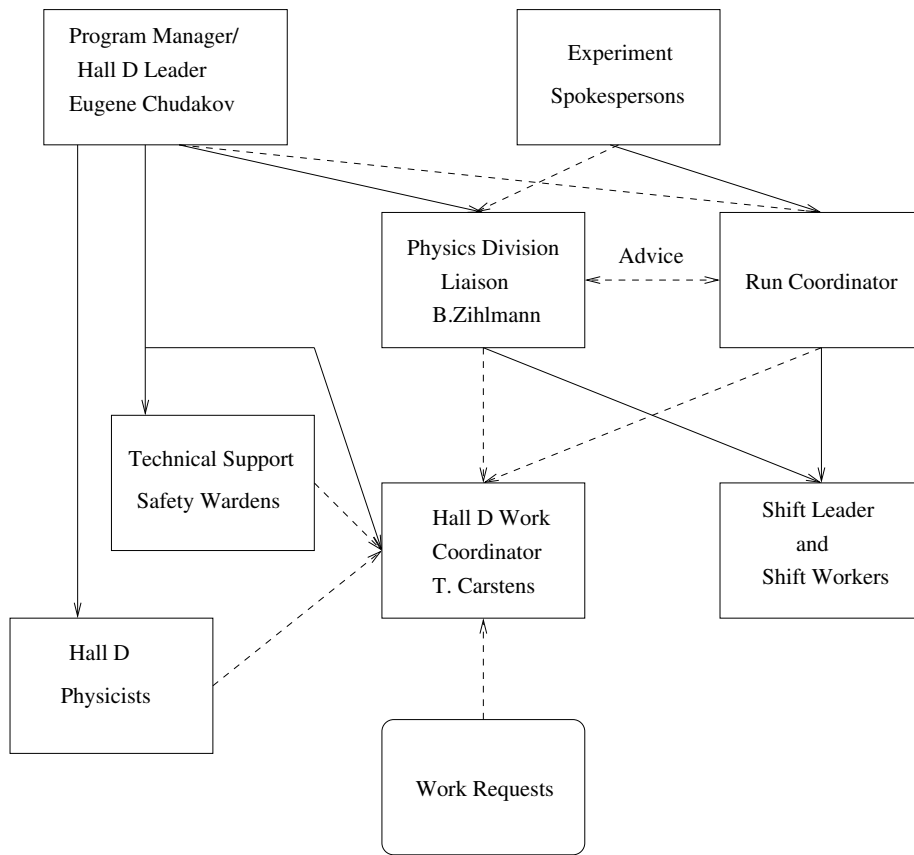 Program Manager/
Hall D Leader
Eugene Chudakov
Experiment
Spokespersons
Physics Division
Liaison
B.Zihlmann
Advice
Run Coordinator
Technical Support
Safety Wardens
Hall D Work
Coordinator
T. Carstens
Shift Leader
and
Shift Workers
Hall D
Physicists
Work Requests